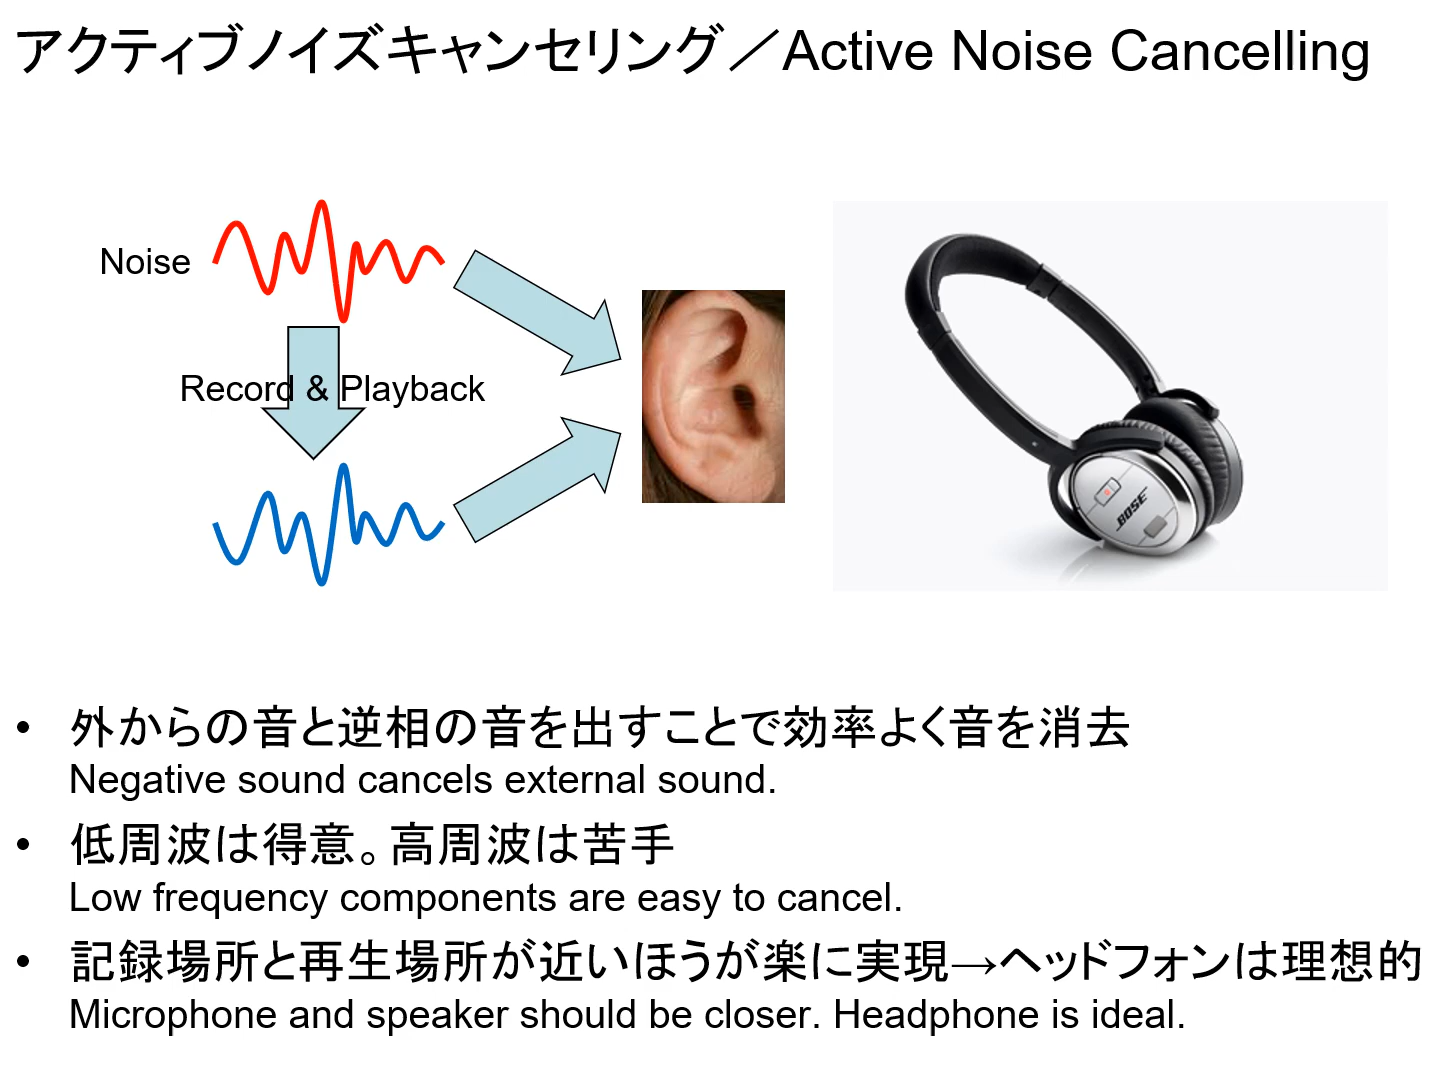 アクティブノイズキャンセリング／Active Noise Cancelling
Noise
Record & Playback
BOSE
• 外からの音と逆相の音を出すことで効率よく音を消去
Negative sound cancels external sound.
• 低周波は得意。高周波は苦手
Low frequency components are easy to cancel.
• 記録場所と再生場所が近いほうが楽に実現→ヘッドフォンは理想的
Microphone and speaker should be closer. Headphone is ideal.